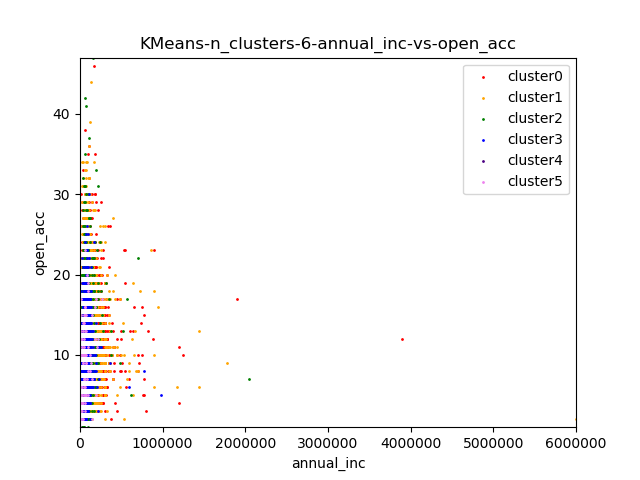 KMeans-n_clusters-6-annual_inc-vs-open_acc
cluster0
cluster1
cluster2
cluster3
cluster4
cluster5
40
30
20
10
open_acc
0 1000000 2000000 3000000 4000000 5000000 6000000
annual_inc